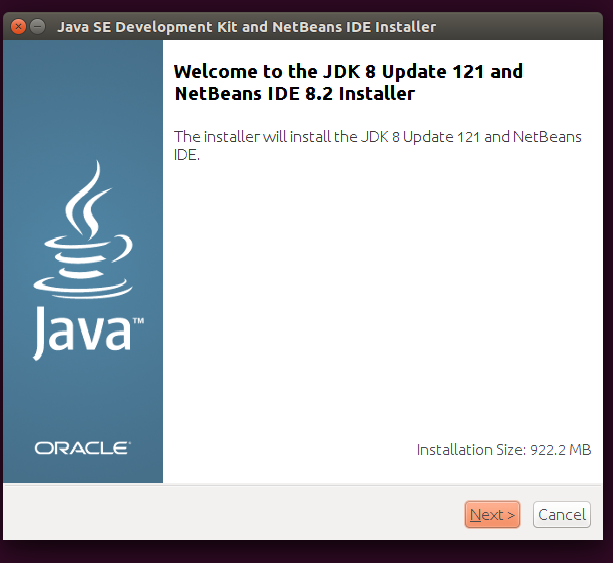 Java SE Development Kit and NetBeans IDE Installer
Welcome to the JDK 8 Update 121 and
NetBeans IDE 8.2 Installer
The installer will install the JDK 8 Update 121 and NetBeans
IDE.
Java™
ORACLE®
Installation Size: 922.2 MB
Next >
Cancel